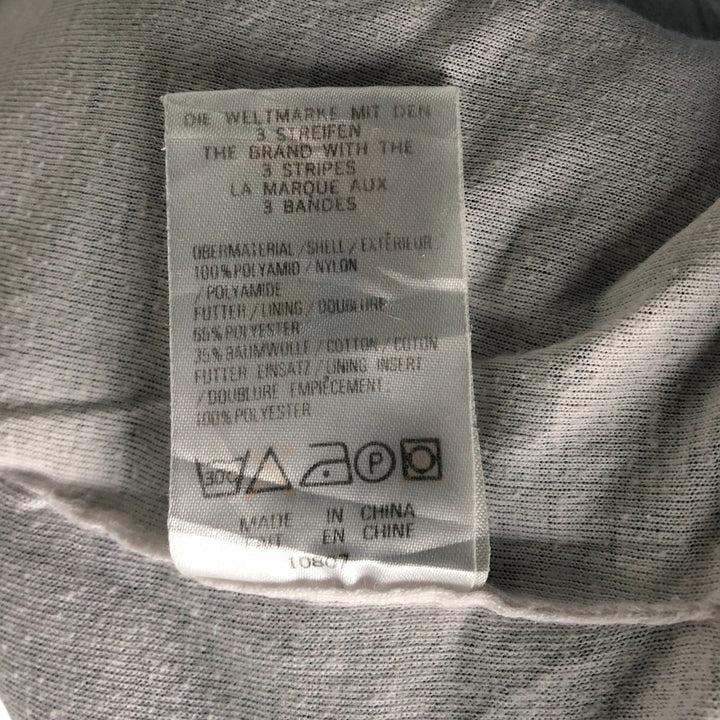 DIE WELTMARKE MIT DEN
3 STREIFEN
THE BRAND WITH THE
3 STRIPES
LA MARQUE AUX
3 BANDES
OBERMATERIAL/SHELL/EXTÉRIEUR
100%POLYAMID/NYLON
/POLYAMIDE
FUTTER/LINING/DOUBLURE
65%POLYESTER
35%BAUMWOLLE/COTTON/COTON
FUTTER EINSATZ/LINING INSERT
/DOUBLURE EMPIÈCEMENT
100%POLYESTER
30C P
MADE IN CHINA
FAIT EN CHINE
10807